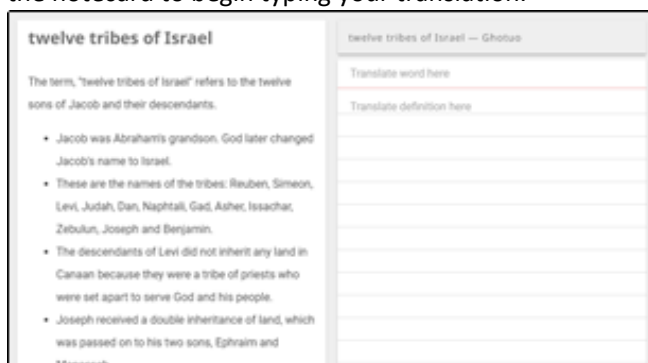 the notecard to begin typing your translation.
twelve tribes of Israel
The term, "twelve tribes of Israel" refers to the twelve
sons of Jacob and their descendants.
• Jacob was Abraham's grandson. God later changed
Jacob's name to Israel.
• These are the names of the tribes: Reuben, Simeon,
Levi, Judah, Dan, Naphtali, Gad, Asher, Issachar,
Zebulun, Joseph and Benjamin.
• The descendants of Levi did not inherit any land in
Canaan because they were a tribe of priests who
were set apart to serve God and his people.
• Joseph received a double inheritance of land, which
was passed on to his two sons, Ephraim and
twelve tribes of Israel — Ghotuo
Translate word here
Translate definition here